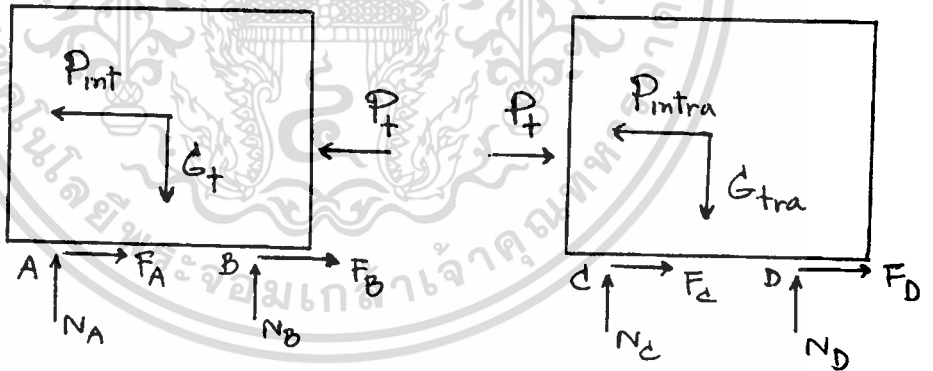 P_int
G_t
P_t
P_t
P_intra
G_tra
A
F_A
B
F_B
C
F_C
D
F_D
N_A
N_B
N_C
N_D